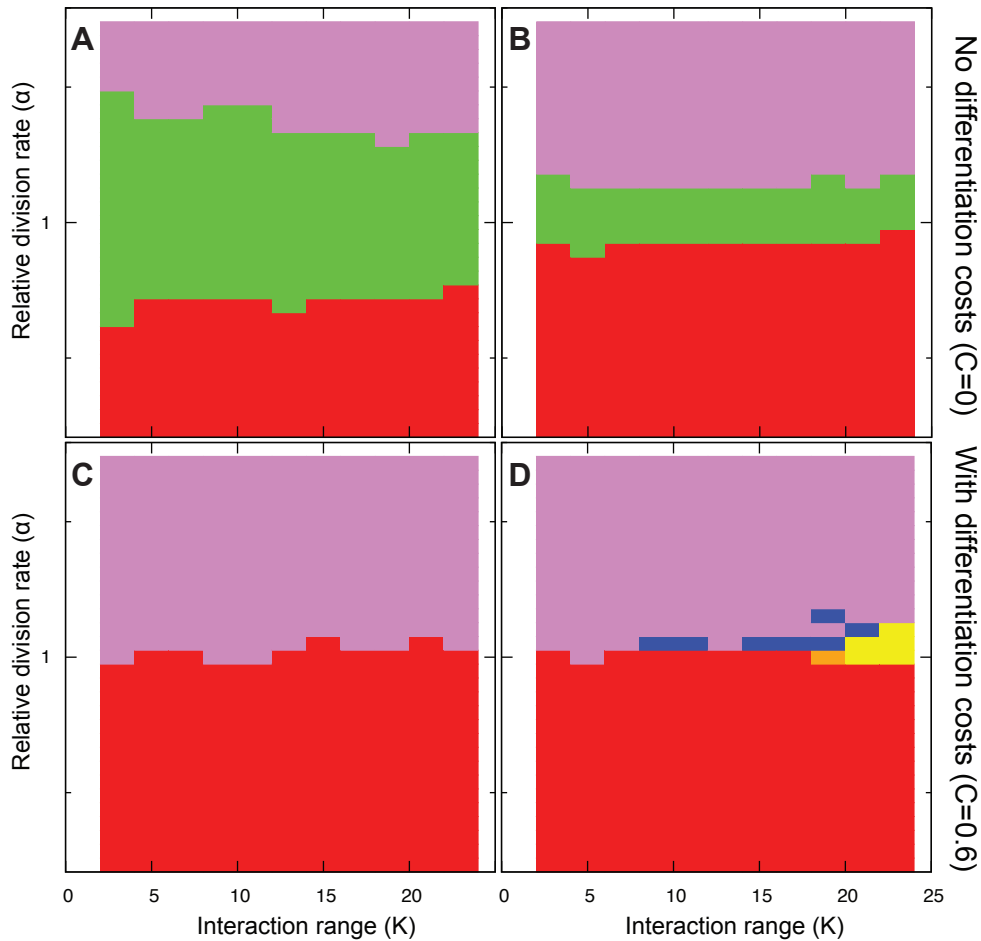 A
B
Relative division rate (α)
1
No differentiation costs (C=0)
C
D
Relative division rate (α)
1
With differentiation costs (C=0.6)
0 5 10 15 20 0 5 10 15 20 25
Interaction range (K) Interaction range (K)